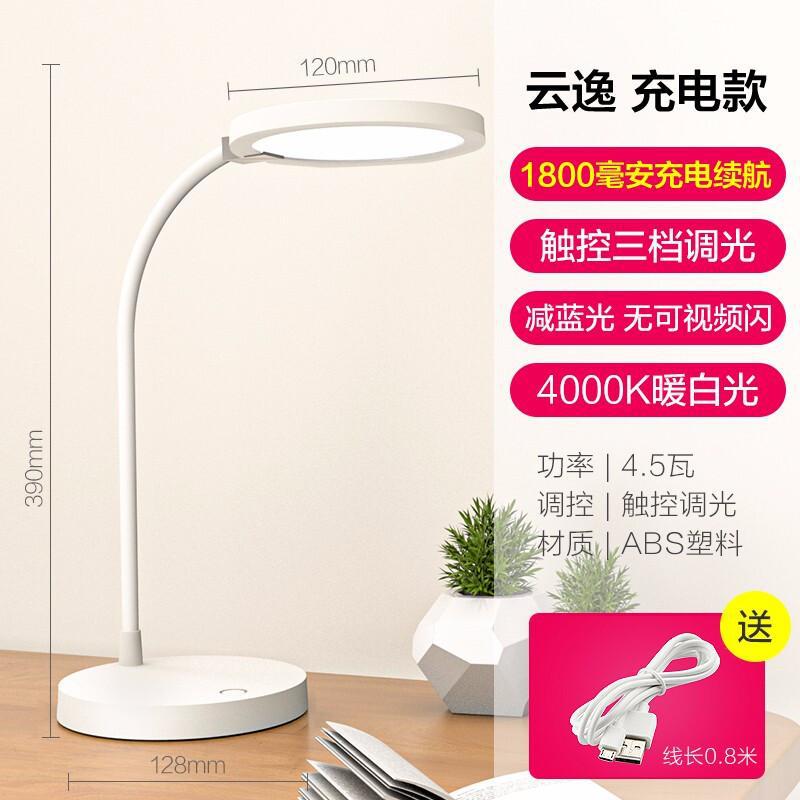 120mm
云逸 充电款
1800毫安充电续航
触控三档调光
减蓝光 无可视频闪
4000K暖白光
390mm
功率 | 4.5瓦
调控 | 触控调光
材质 | ABS塑料
送
线长0.8米
128mm